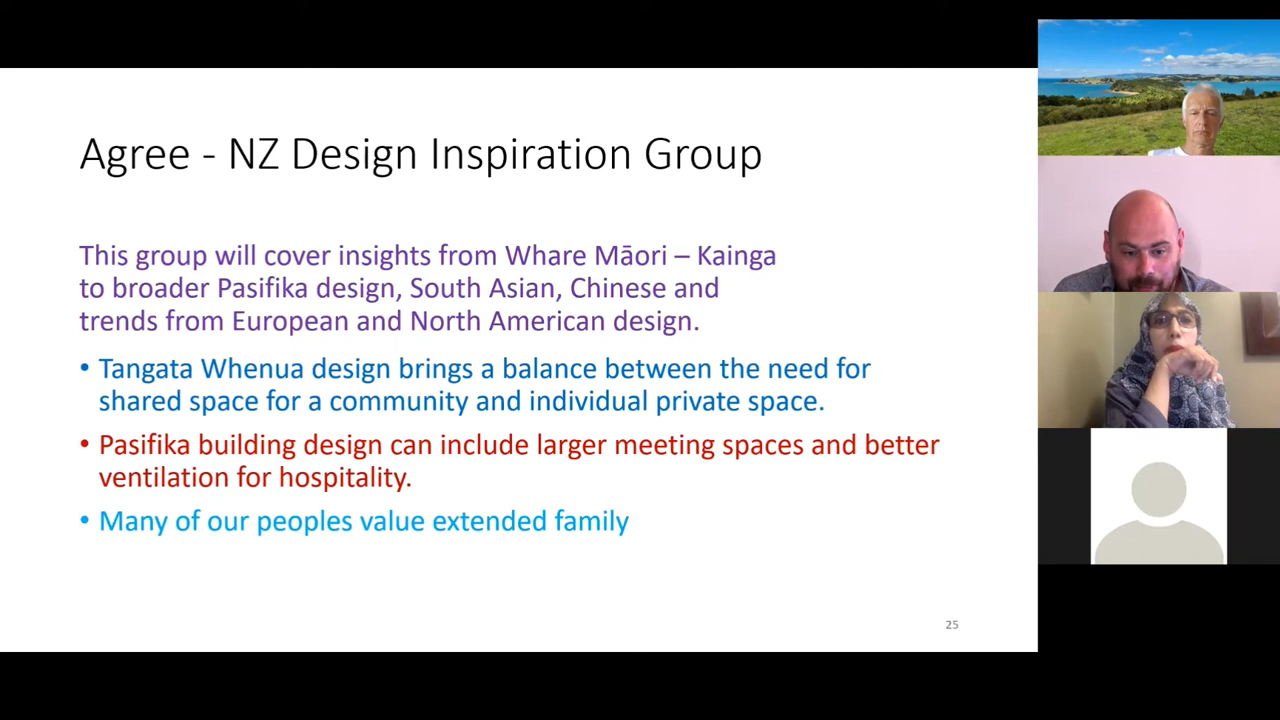 Agree - NZ Design Inspiration Group
This group will cover insights from Whare Māori – Kainga
to broader Pasifika design, South Asian, Chinese and
trends from European and North American design.
• Tangata Whenua design brings a balance between the need for
shared space for a community and individual private space.
• Pasifika building design can include larger meeting spaces and better
ventilation for hospitality.
• Many of our peoples value extended family
25